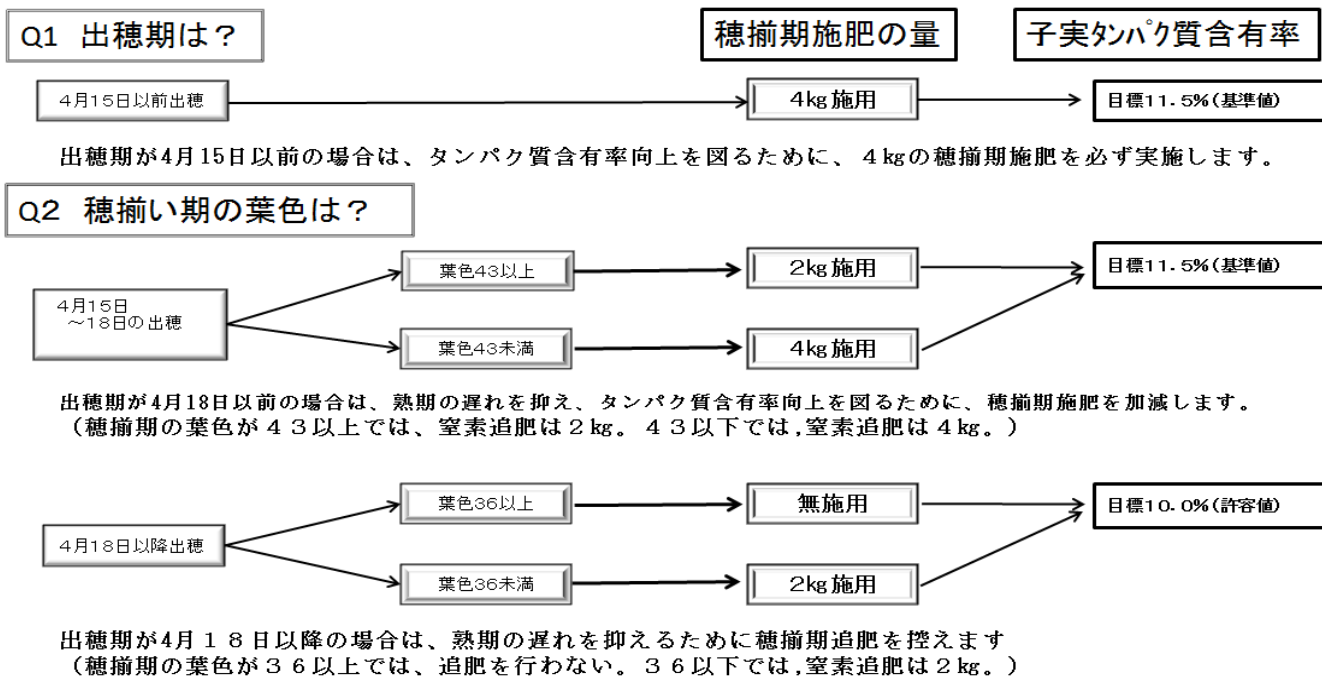 Q1 出穂期は？
穂揃期施肥の量
子実ﾀﾝﾊﾟｸ質含有率
4月15日以前出穂
4kg施用
目標11.5%(基準値)
出穂期が4月15日以前の場合は、タンパク質含有率向上を図るために、４kgの穂揃期施肥を必ず実施します。
Q2 穂揃い期の葉色は？
葉色43以上
2kg施用
目標11.5%(基準値)
4月15日
～18日の出穂
葉色43未満
4kg施用
出穂期が4月18日以前の場合は、熟期の遅れを抑え、タンパク質含有率向上を図るために、穂揃期施肥を加減します。
（穂揃期の葉色が４３以上では、窒素追肥は２kg。４３以下では,窒素追肥は４kg。）
葉色36以上
無施用
目標10.0%(許容値)
4月18日以降出穂
葉色36未満
2kg施用
出穂期が4月１８日以降の場合は、熟期の遅れを抑えるために穂揃期追肥を控えます
（穂揃期の葉色が３６以上では、追肥を行わない。３６以下では,窒素追肥は２kg。）